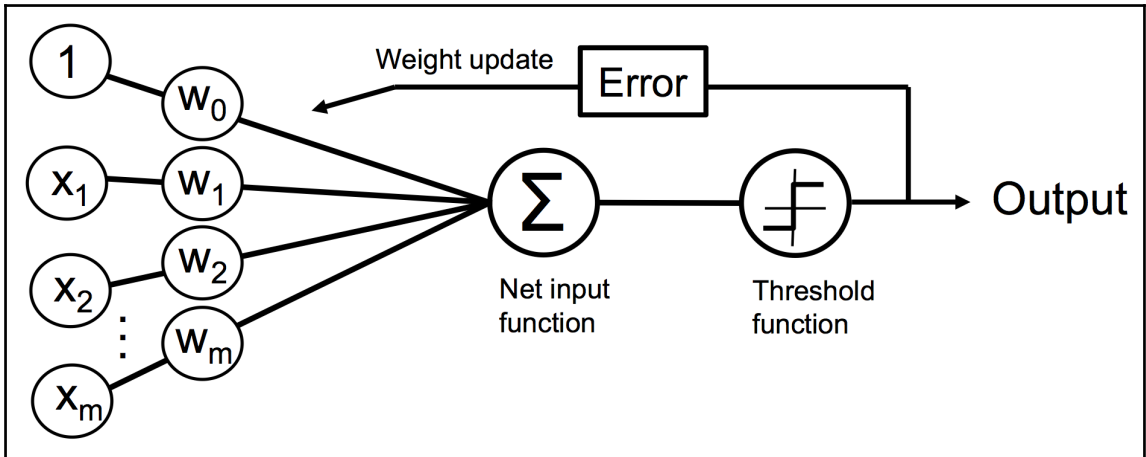 1
w0
Weight update
Error
x1
w1
Σ
Output
x2
w2
⋮
wm
xm
Net input
function
Threshold
function